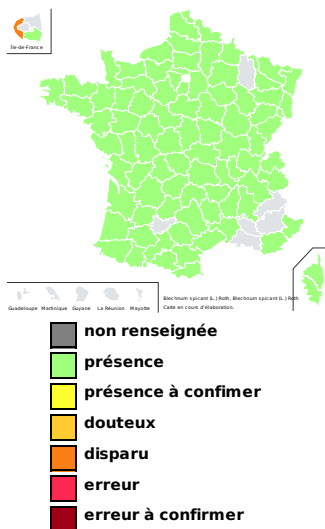 Île-de-France
Guadeloupe Martinique Guyane La Réunion Mayotte
Blechnum spicant (L.) Roth, Blechnum spicant (L.) Roth
Carte en cours d'élaboration.
non renseignée
présence
présence à confimer
douteux
disparu
erreur
erreur à confirmer